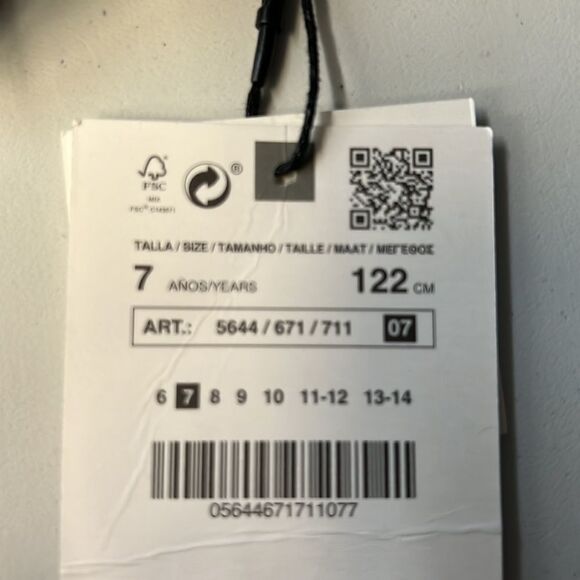 FSC
MIX
®
TALLA / SIZE / TAMANHO / TAILLE / MAAT / ΜΕΓΕΘΟΣ
7 AÑOS/YEARS 122 CM
ART.: 5644 / 671 / 711 07
6 7 8 9 10 11-12 13-14
05644671711077